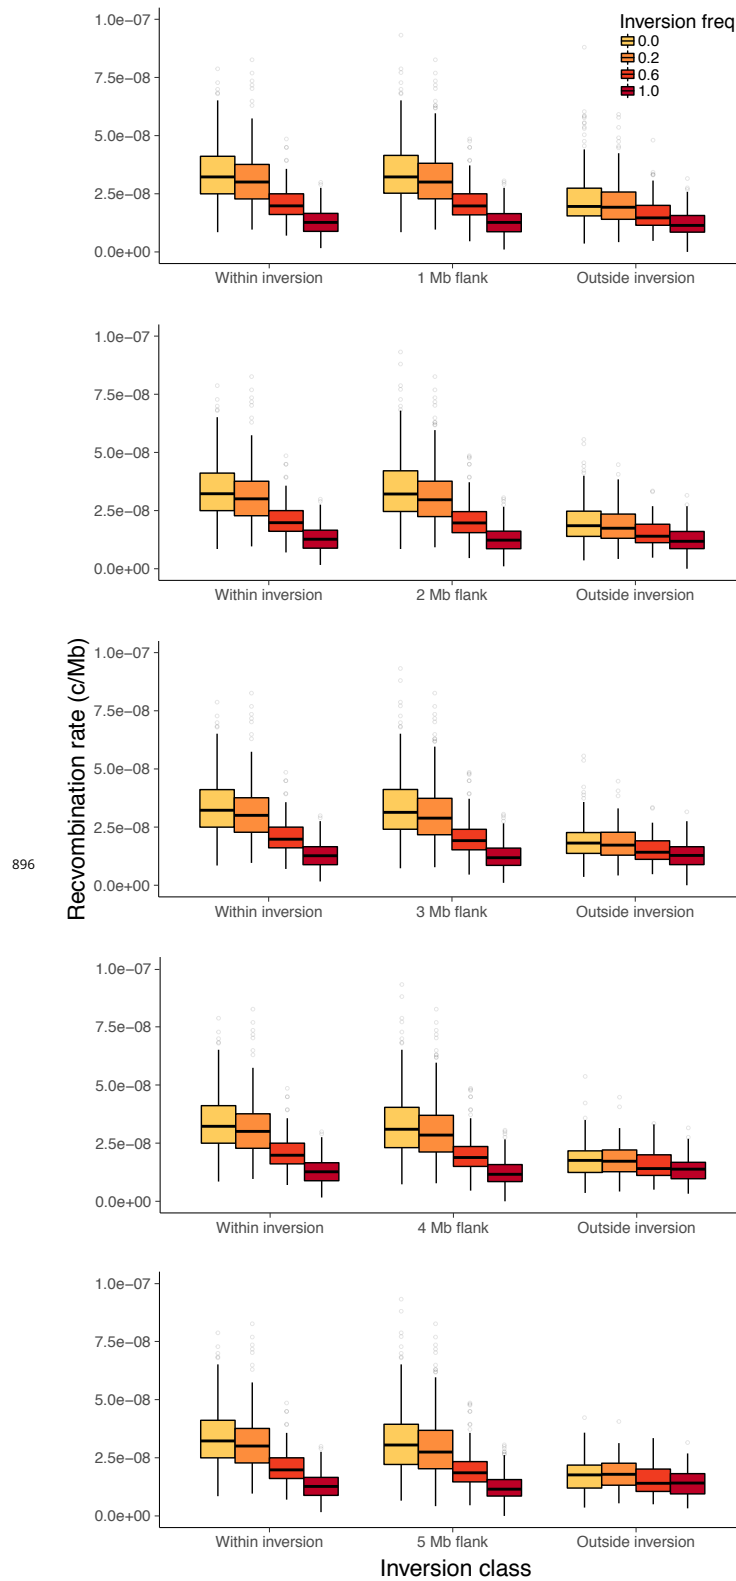 1.0e−07
7.5e−08
5.0e−08
2.5e−08
0.0e+00
Inversion freq
0.0
0.2
0.6
1.0
Within inversion 1 Mb flank Outside inversion
1.0e−07
7.5e−08
5.0e−08
2.5e−08
0.0e+00
Within inversion 2 Mb flank Outside inversion
Recvombination rate (c/Mb)
896
1.0e−07
7.5e−08
5.0e−08
2.5e−08
0.0e+00
Within inversion 3 Mb flank Outside inversion
1.0e−07
7.5e−08
5.0e−08
2.5e−08
0.0e+00
Within inversion 4 Mb flank Outside inversion
1.0e−07
7.5e−08
5.0e−08
2.5e−08
0.0e+00
Within inversion 5 Mb flank Outside inversion
Inversion class